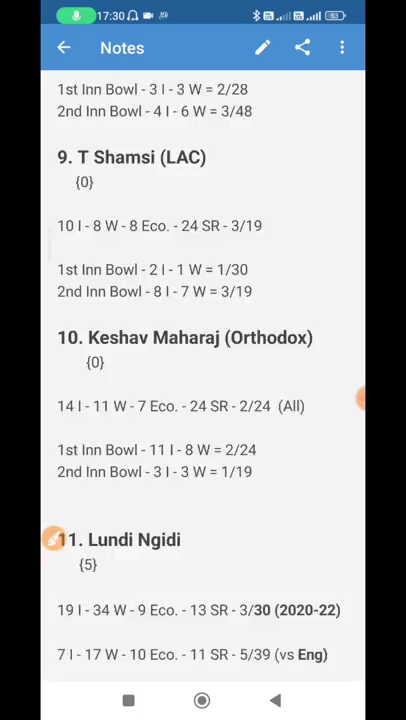 17:30
Notes
1st Inn Bowl - 3 I - 3 W = 2/28
2nd Inn Bowl - 4 I - 6 W = 3/48
9. T Shamsi (LAC)
{0}
10 I - 8 W - 8 Eco. - 24 SR - 3/19
1st Inn Bowl - 2 I - 1 W = 1/30
2nd Inn Bowl - 8 I - 7 W = 3/19
10. Keshav Maharaj (Orthodox)
{0}
14 I - 11 W - 7 Eco. - 24 SR - 2/24 (All)
1st Inn Bowl - 11 I - 8 W = 2/24
2nd Inn Bowl - 3 I - 3 W = 1/19
11. Lundi Ngidi
{5}
19 I - 34 W - 9 Eco. - 13 SR - 3/30 (2020-22)
7 I - 17 W - 10 Eco. - 11 SR - 5/39 (vs Eng)